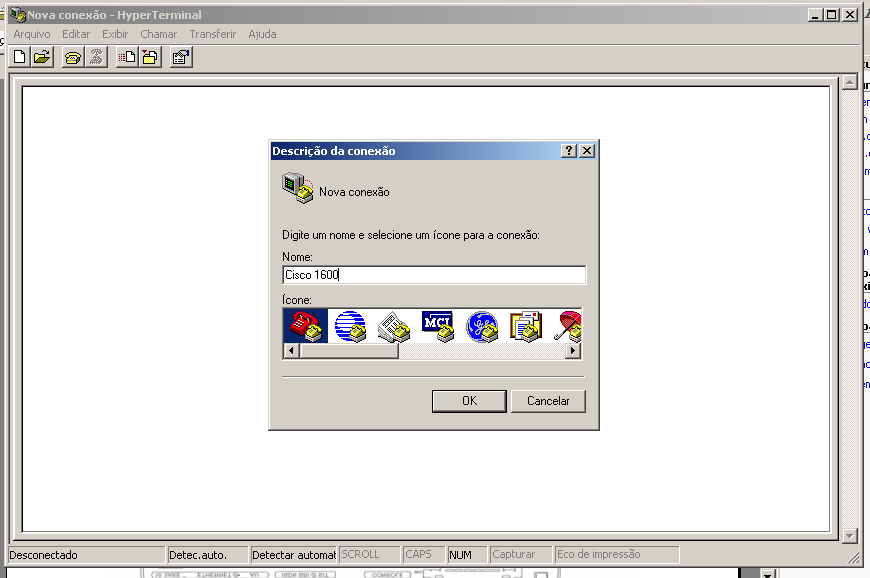 Nova conexão - HyperTerminal
Arquivo Editar Exibir Chamar Transferir Ajuda
Descrição da conexão
Nova conexão
Digite um nome e selecione um ícone para a conexão:
Nome:
Cisco 1600
Ícone:
MCI
OK Cancelar
Desconectado Detec.auto. Detectar automat SCROLL CAPS NUM Capturar Eco de impressão